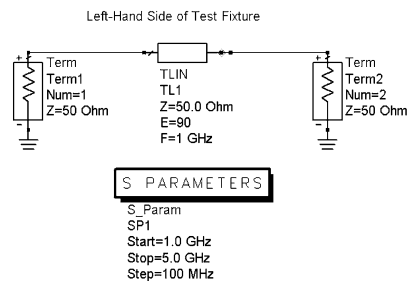 Left-Hand Side of Test Fixture
Term
Term1
Num=1
Z=50 Ohm
TLIN
TL1
Z=50.0 Ohm
E=90
F=1 GHz
Term
Term2
Num=2
Z=50 Ohm
S PARAMETERS
S_Param
SP1
Start=1.0 GHz
Stop=5.0 GHz
Step=100 MHz